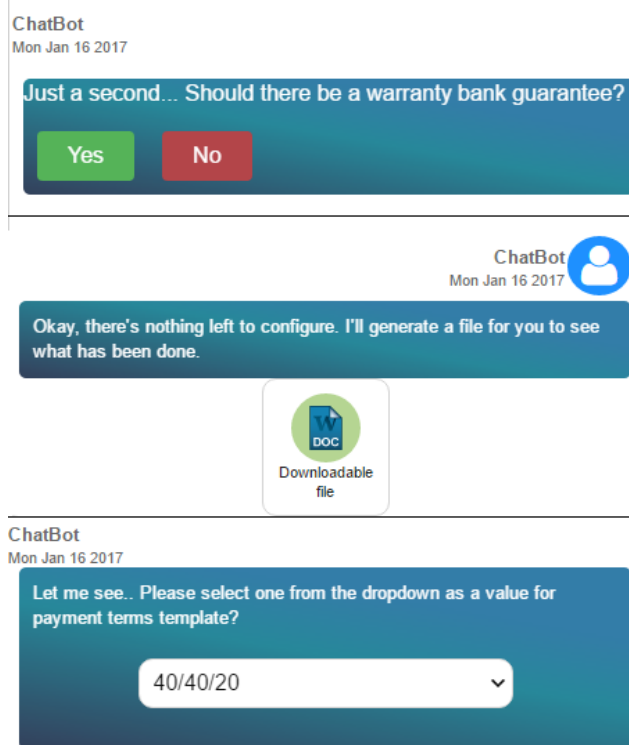 ChatBot
Mon Jan 16 2017
Just a second... Should there be a warranty bank guarantee?
Yes
No
ChatBot
Mon Jan 16 2017
Okay, there's nothing left to configure. I'll generate a file for you to see
what has been done.
W
DOC
Downloadable
file
ChatBot
Mon Jan 16 2017
Let me see.. Please select one from the dropdown as a value for
payment terms template?
40/40/20